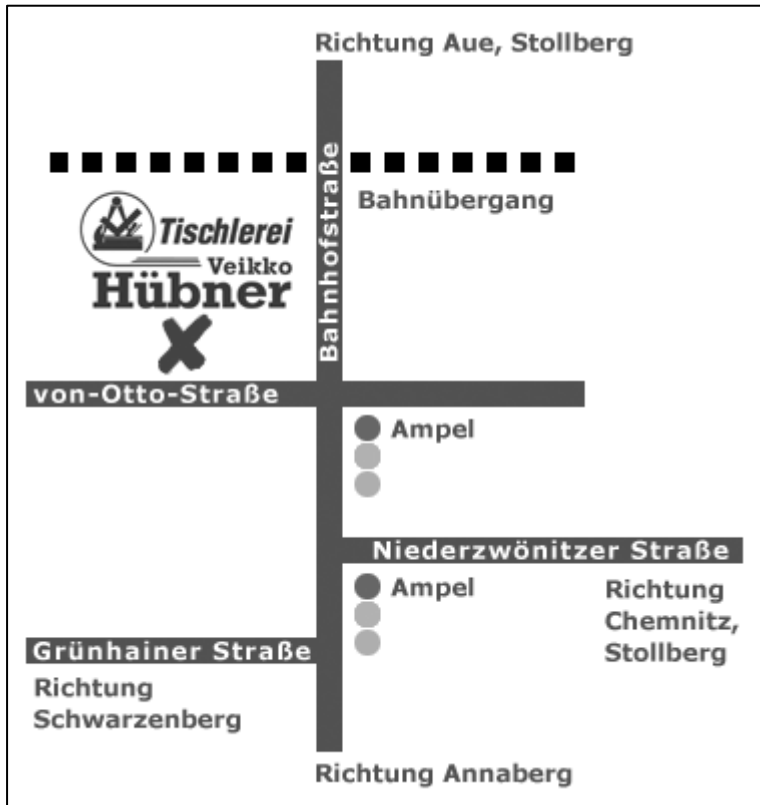 Richtung Aue, Stollberg
Bahnhofstraße
Bahnübergang
Tischlerei
Veikko
Hübner
von-Otto-Straße
Ampel
Niederzwönitzer Straße
Ampel
Richtung
Chemnitz,
Stollberg
Grünhainer Straße
Richtung
Schwarzenberg
Richtung Annaberg